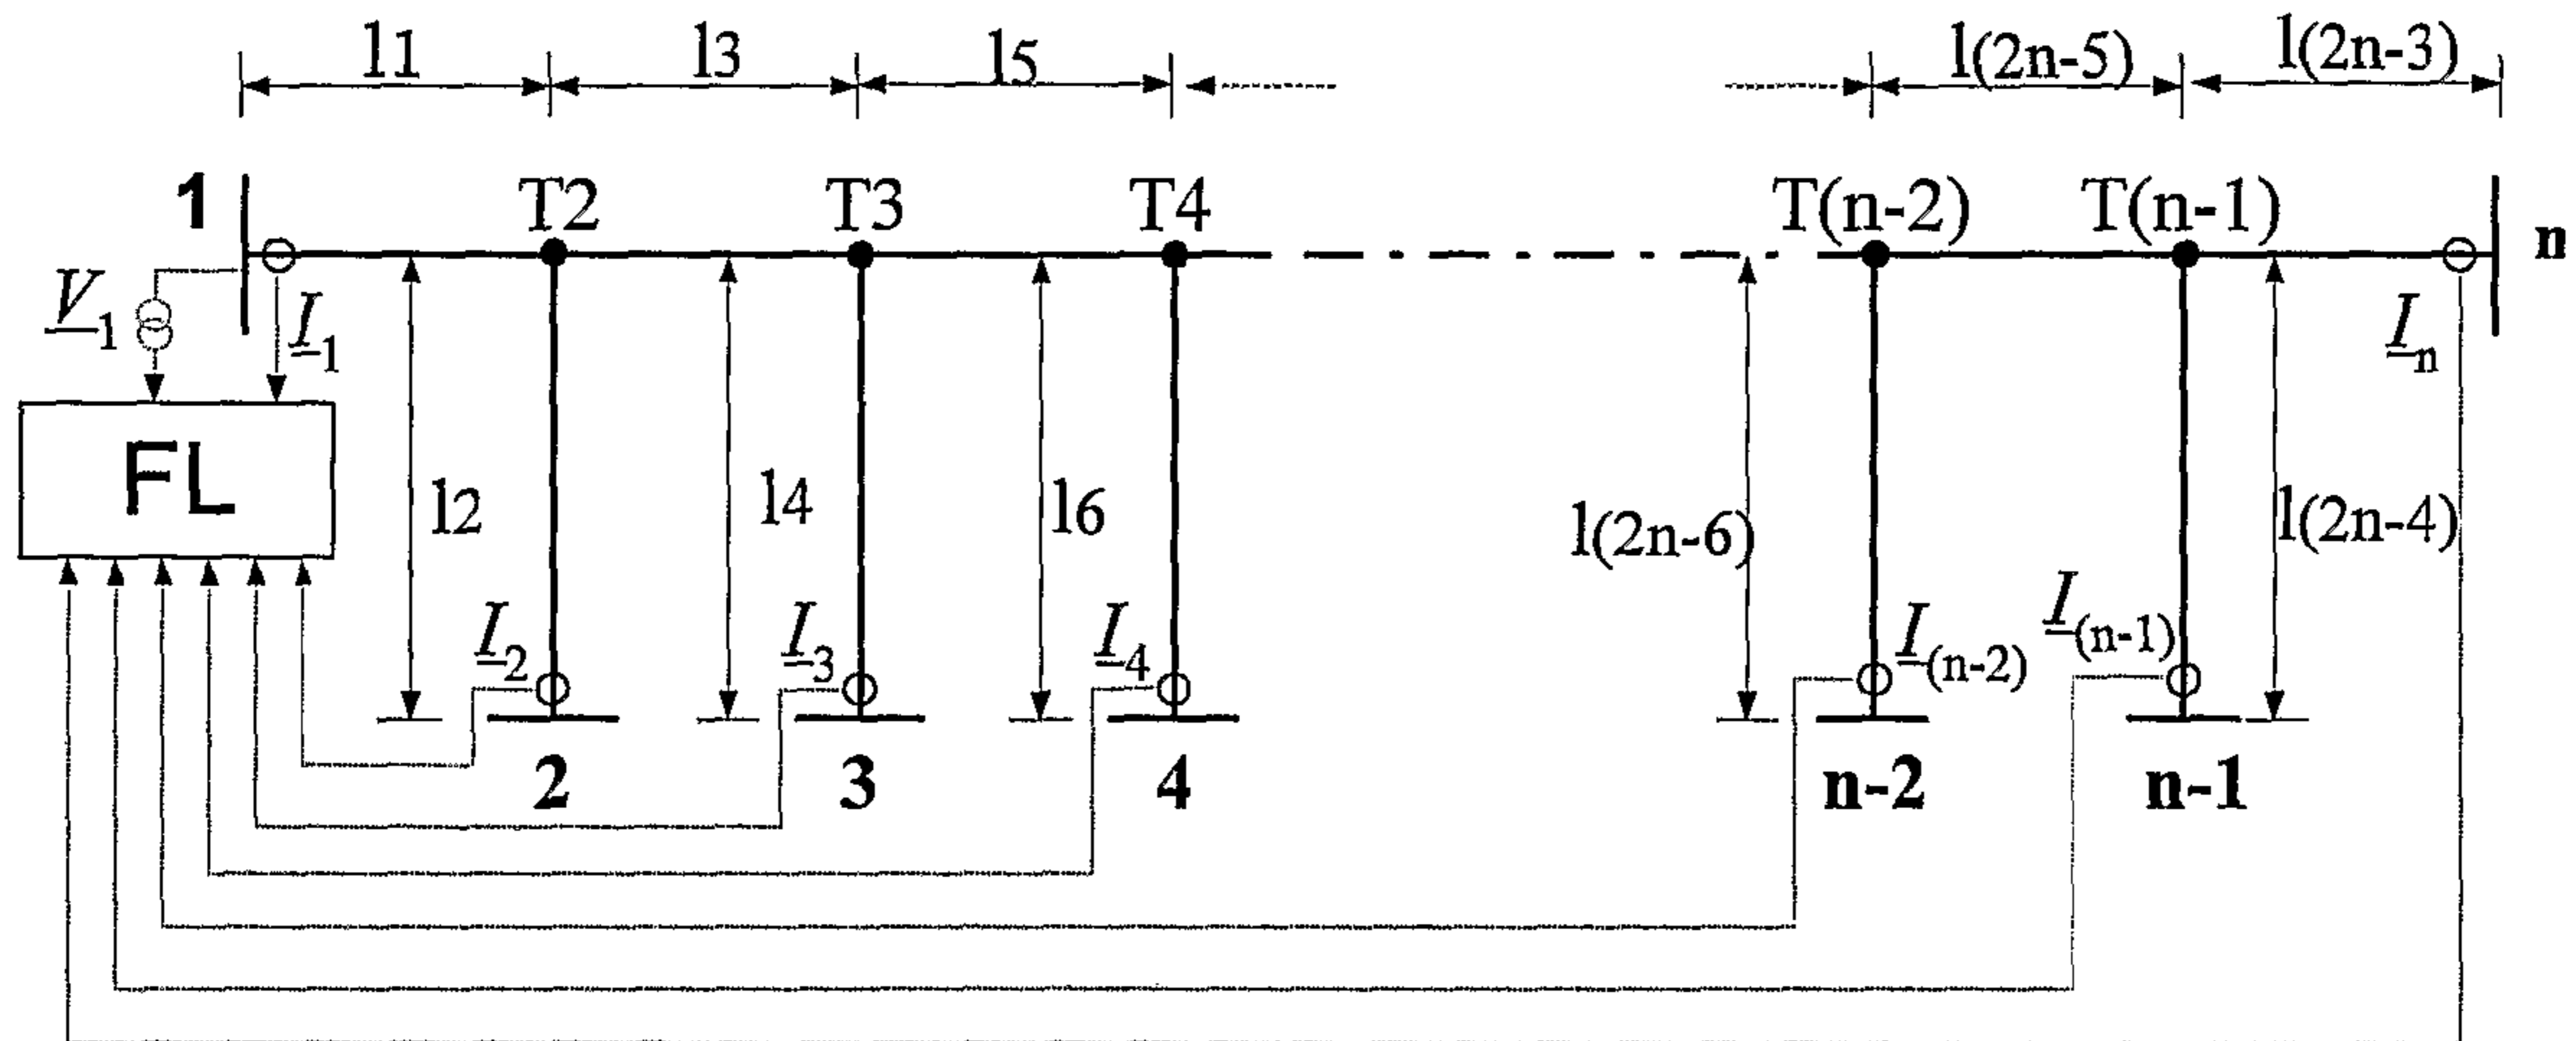 l1 l3 l5 l(2n-5) l(2n-3)
1 T2 T3 T4 T(n-2) T(n-1) n
V1 I1 In
FL l2 l4 l6 l(2n-6) l(2n-4)
I2 I3 I4 I(n-2) I(n-1)
2 3 4 n-2 n-1